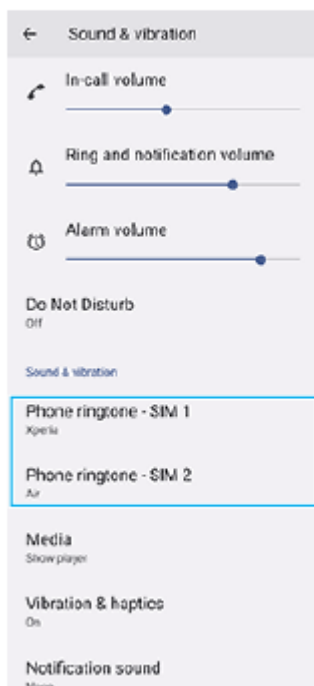 Sound & vibration
In-call volume
Ring and notification volume
Alarm volume
Do Not Disturb
Off
Sound & vibration
Phone ringtone - SIM 1
Xperia
Phone ringtone - SIM 2
Air
Media
Show player
Vibration & haptics
On
Notification sound